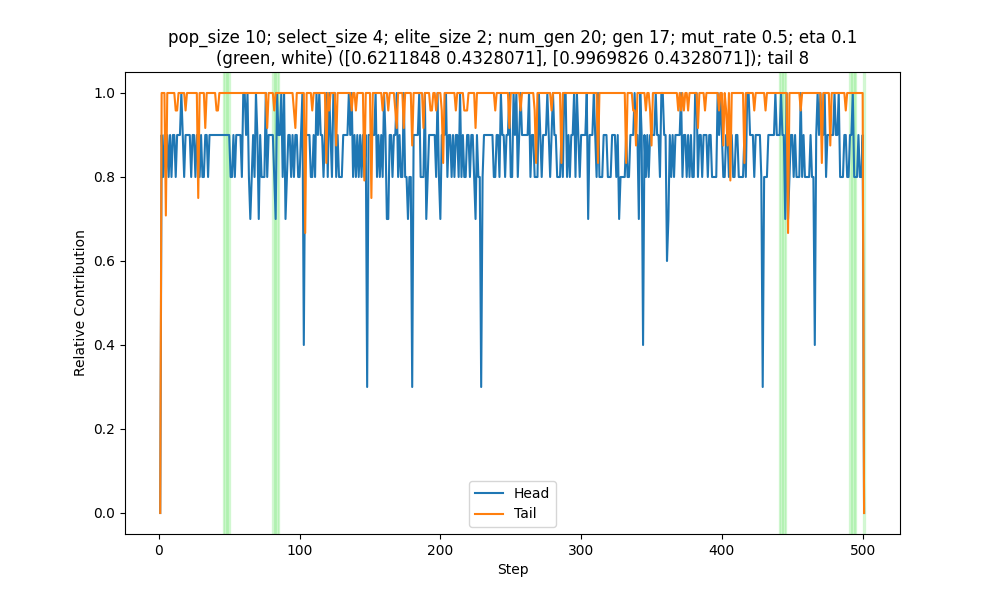 pop_size 10; select_size 4; elite_size 2; num_gen 20; gen 17; mut_rate 0.5; eta 0.1
(green, white) ([0.6211848 0.4328071], [0.9969826 0.4328071]); tail 8
1.0
0.8
0.6
0.4
0.2
0.0
Relative Contribution
Head
Tail
0 100 200 300 400 500
Step